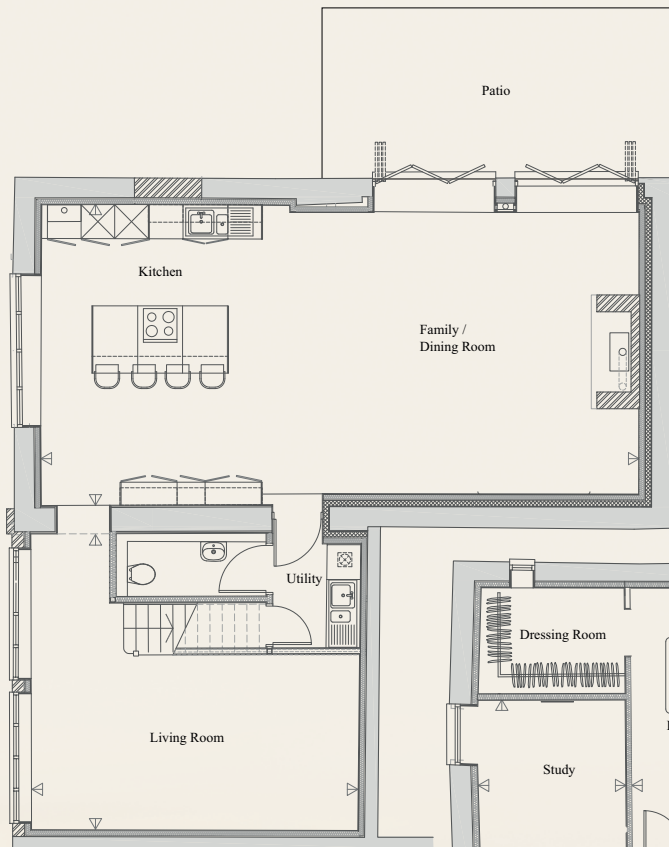 Patio
Kitchen
Family /
Dining Room
Utility
Dressing Room
Living Room
Study